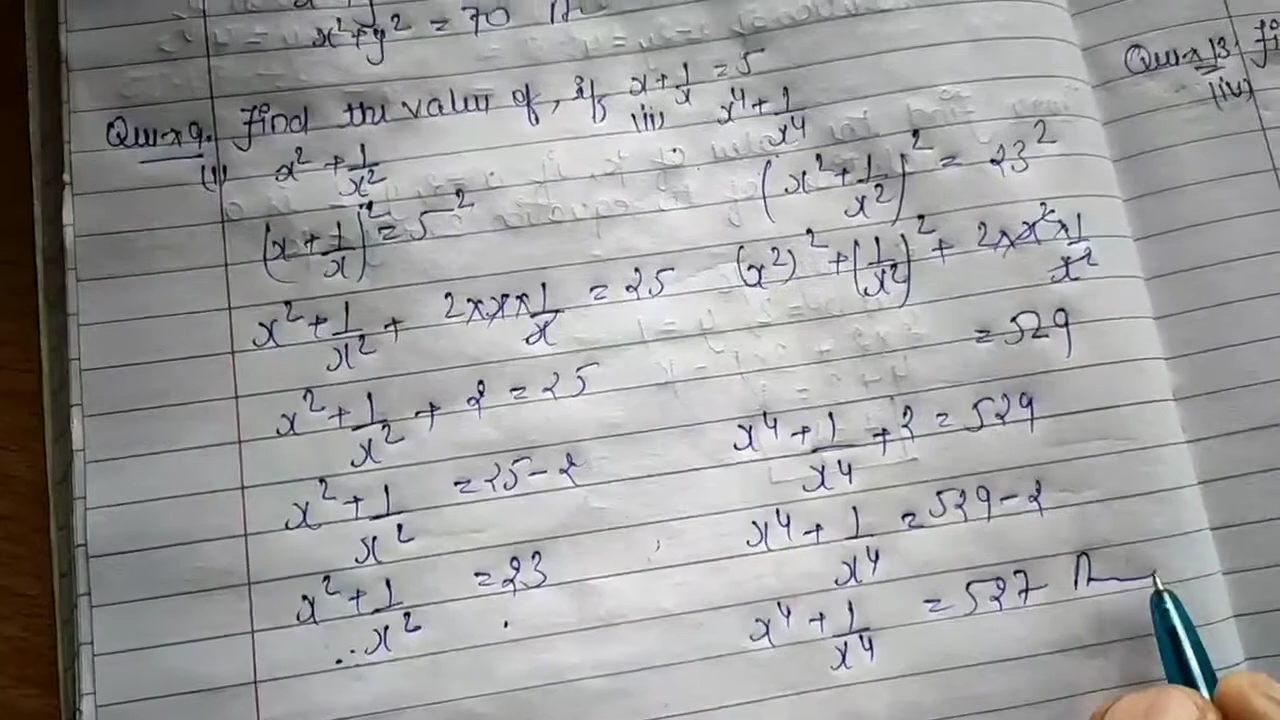 x² + y² = 70
Ques 9. Find the value of, if x + 1/x = 5
(i) x² + 1/x²
(x + 1/x)² = 5²
x² + 1/x² + 2 × x × 1/x = 25
x² + 1/x² + 2 = 25
x² + 1/x² = 25 - 2
x² + 1/x² = 23
(ii) x⁴ + 1/x⁴
(x² + 1/x²)² = 23²
(x²)² + (1/x²)² + 2 × x² × 1/x²
= 529
x⁴ + 1/x⁴ + 2 = 529
x⁴ + 1/x⁴ = 529 - 2
x⁴ + 1/x⁴ = 527
Ques 13.
(iv)